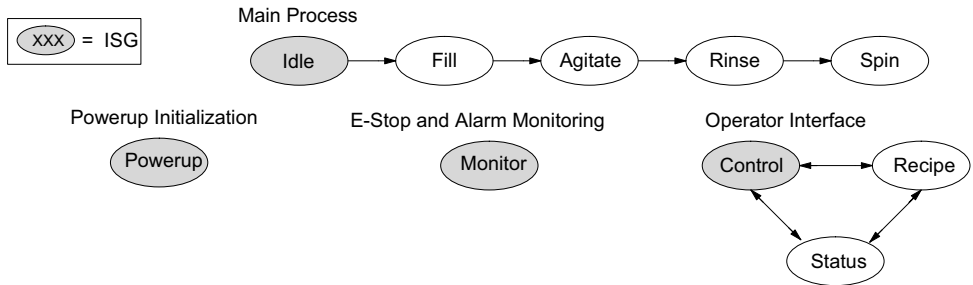 Main Process
XXX = ISG
Idle
Fill
Agitate
Rinse
Spin
Powerup Initialization
E-Stop and Alarm Monitoring
Operator Interface
Powerup
Monitor
Control
Recipe
Status